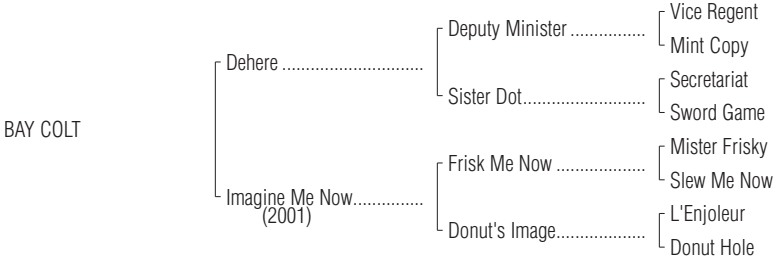 Vice Regent
Deputy Minister ................
Mint Copy
Dehere .............................
Secretariat
Sister Dot.........................
Sword Game
BAY COLT
Mister Frisky
Frisk Me Now ..................
Slew Me Now
Imagine Me Now...............
(2001)
L'Enjoleur
Donut's Image...................
Donut Hole